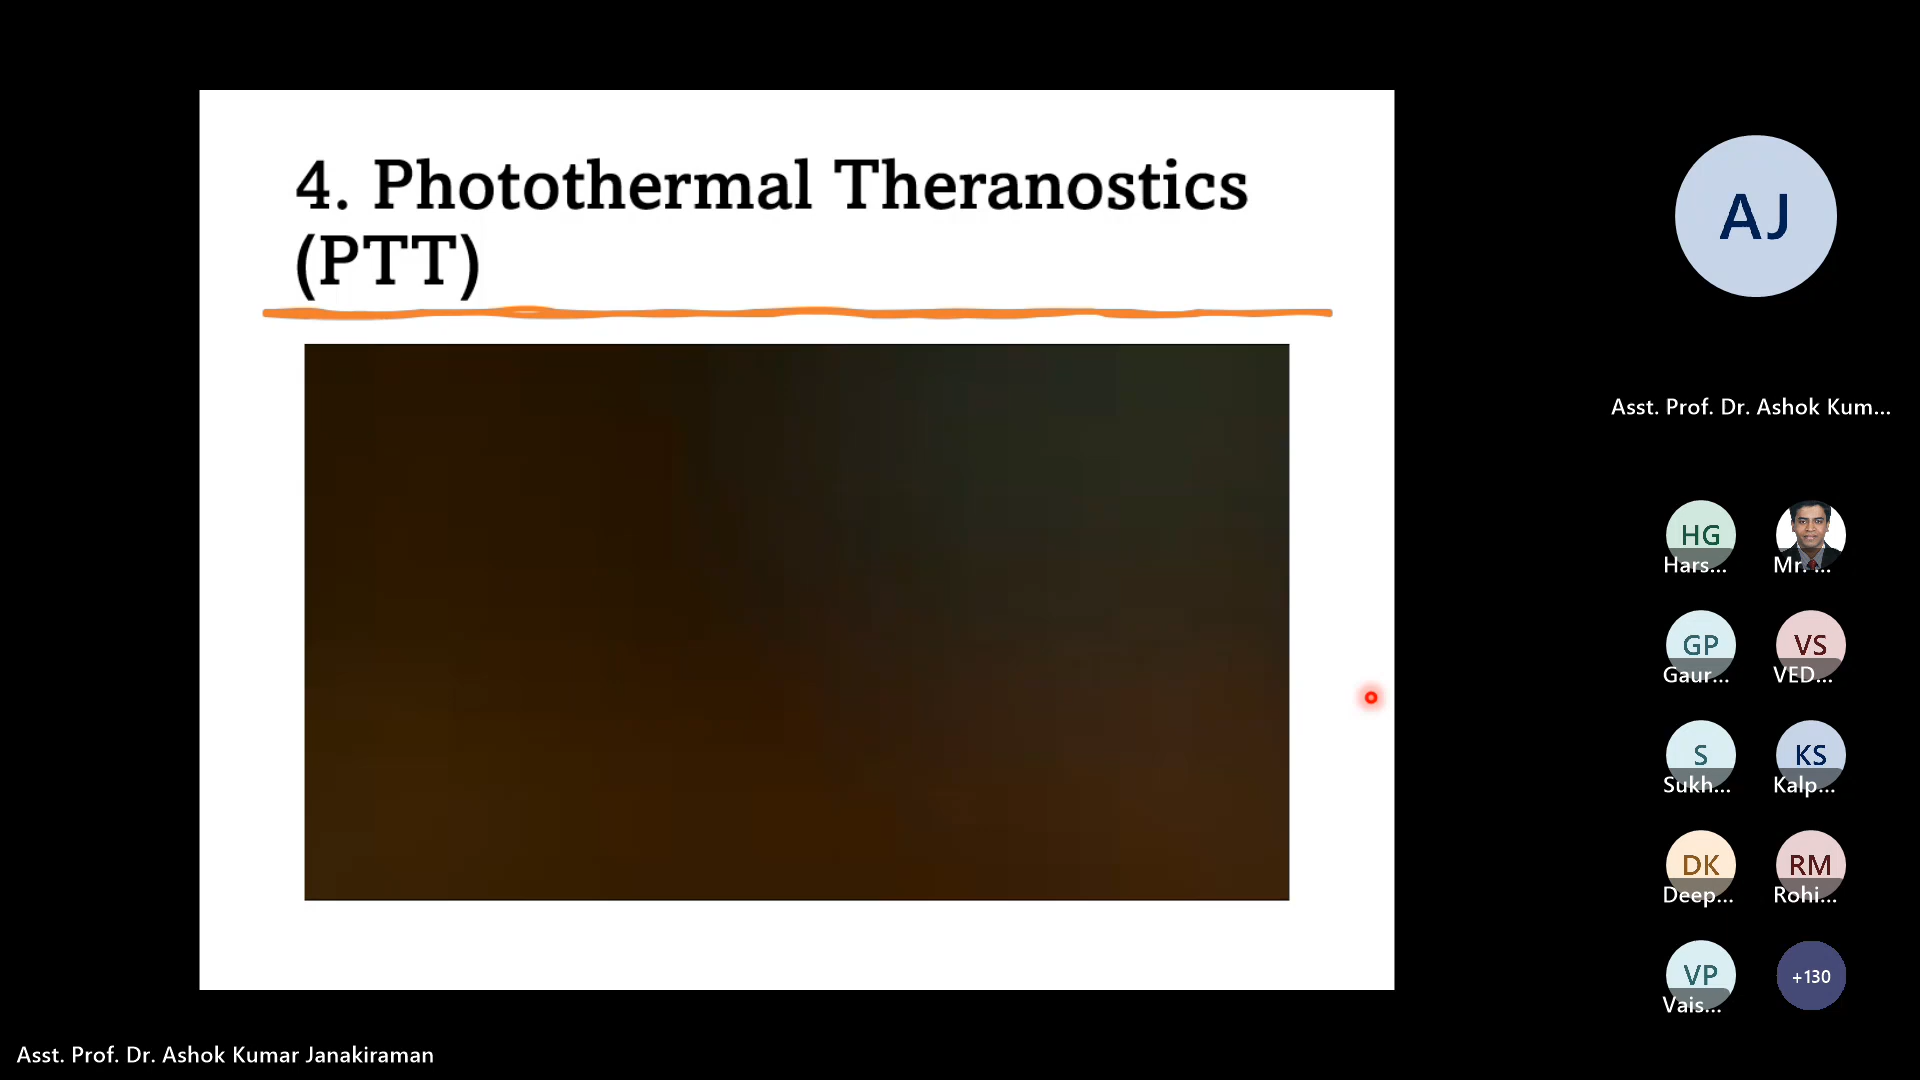 4. Photothermal Theranostics
(PTT)
AJ
Asst. Prof. Dr. Ashok Kum...
HG
Hars...
Mr. ...
GP
Gaur...
VS
VED...
S
Sukh...
KS
Kalp...
DK
Deep...
RM
Rohi...
VP
Vais...
+130
Asst. Prof. Dr. Ashok Kumar Janakiraman